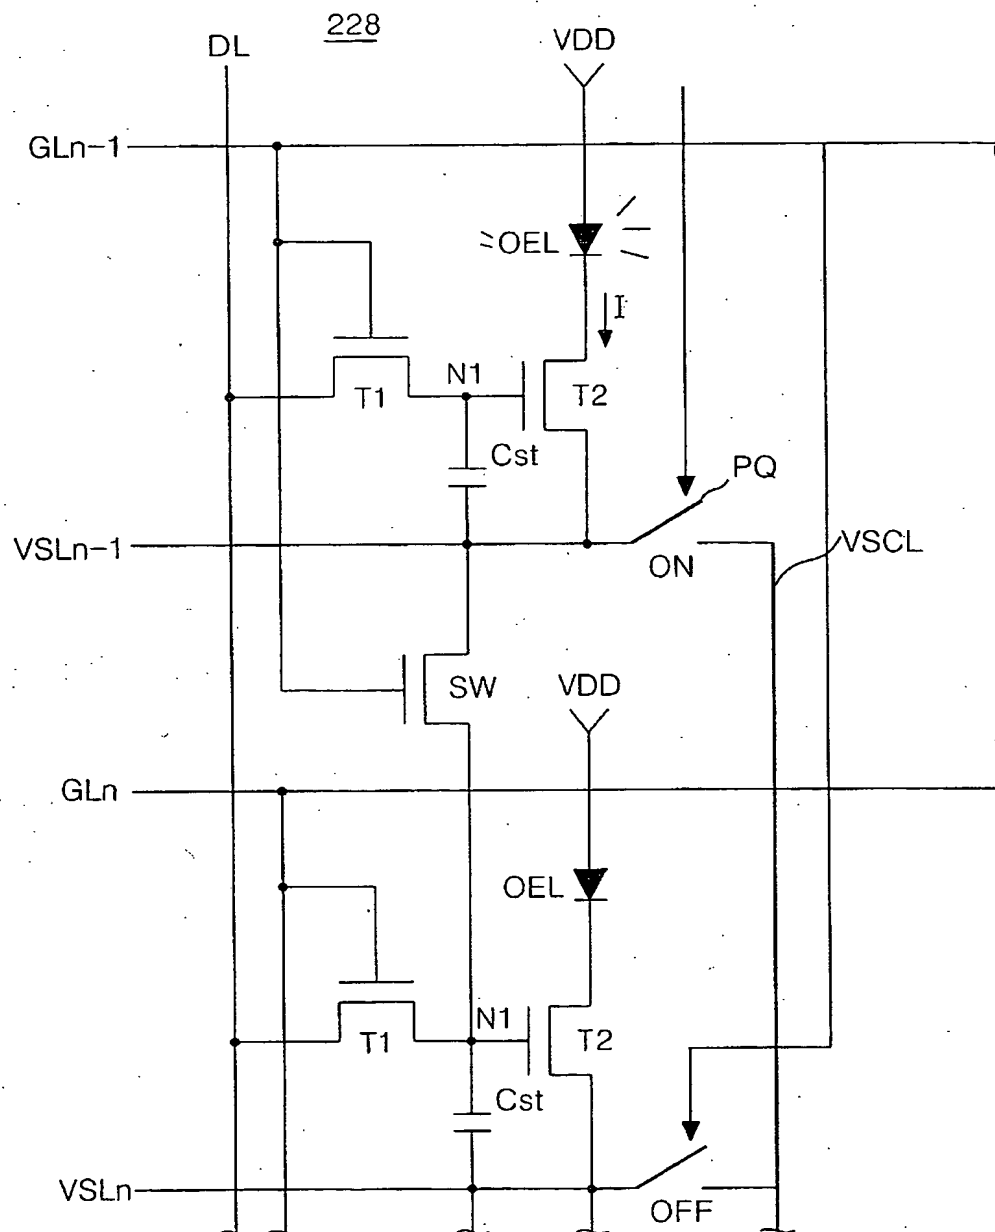 228
DL
VDD
GLn-1
OEL
I
N1
T1
T2
Cst
PQ
VSLn-1
VSCL
ON
SW
VDD
GLn
OEL
N1
T1
T2
Cst
VSLn
OFF